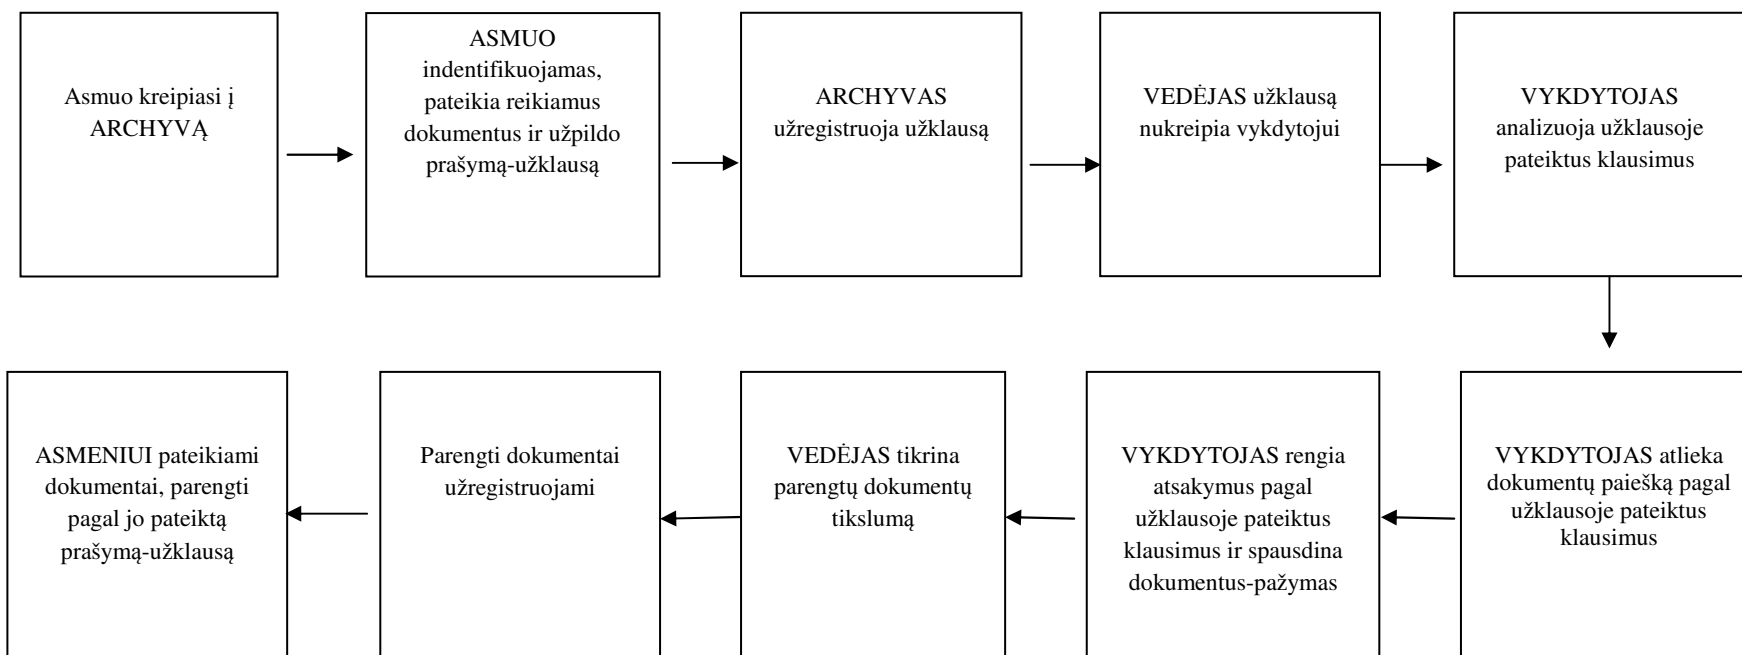 Asmuo kreipiasi į
ARCHYVĄ
ASMUO
indentifikuojamas,
pateikia reikiamus
dokumentus ir užpildo
prašymą-užklausą
ARCHYVAS
užregistruoja užklausą
VEDĖJAS užklausą
nukreipia vykdytojui
VYKDYTOJAS
analizuoja užklausoje
pateiktus klausimus
VYKDYTOJAS atlieka
dokumentų paiešką pagal
užklausoje pateiktus
klausimus
VYKDYTOJAS rengia
atsakymus pagal
užklausoje pateiktus
klausimus ir spausdina
dokumentus-pažymas
VEDĖJAS tikrina
parengtų dokumentų
tikslumą
Parengti dokumentai
užregistruojami
ASMENIUI pateikiami
dokumentai, parengti
pagal jo pateiktą
prašymą-užklausą